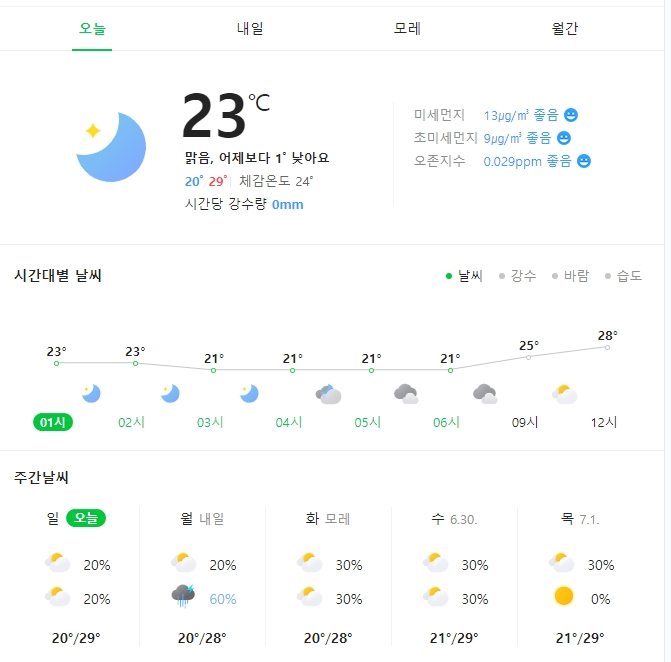 오늘 내일 모레 월간
23℃
맑음, 어제보다 1° 낮아요
20° 29° 체감온도 24°
시간당 강수량 0mm
미세먼지 13㎍/㎥ 좋음
초미세먼지 9㎍/㎥ 좋음
오존지수 0.029ppm 좋음
시간대별 날씨
날씨 강수 바람 습도
23° 23° 21° 21° 21° 21° 25° 28°
01시 02시 03시 04시 05시 06시 09시 12시
주간날씨
일 오늘 월 내일 화 모레 수 6.30. 목 7.1.
20% 20% 30% 30% 30%
20% 60% 30% 30% 0%
20°/29° 20°/28° 20°/28° 21°/29° 21°/29°